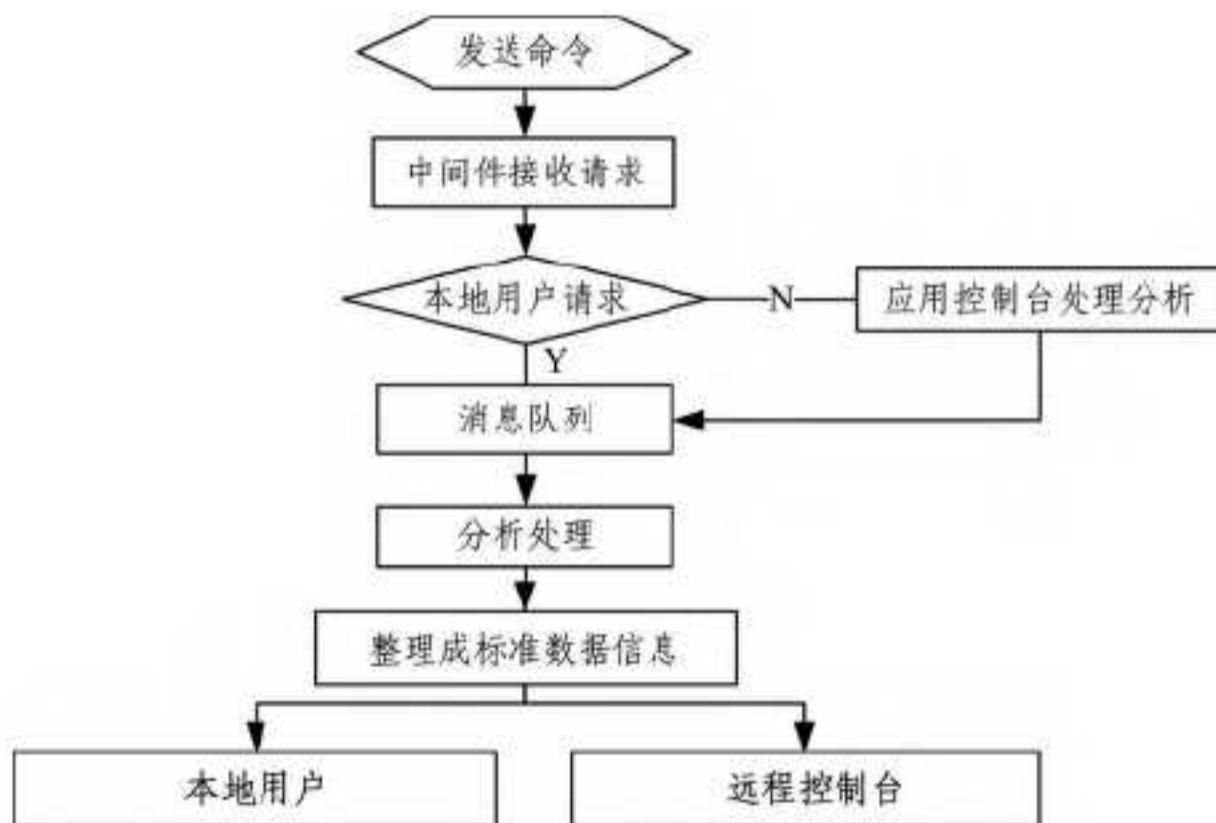 发送命令
中间件接收请求
本地用户请求
N
应用控制台处理分析
Y
消息队列
分析处理
整理成标准数据信息
本地用户
远程控制台